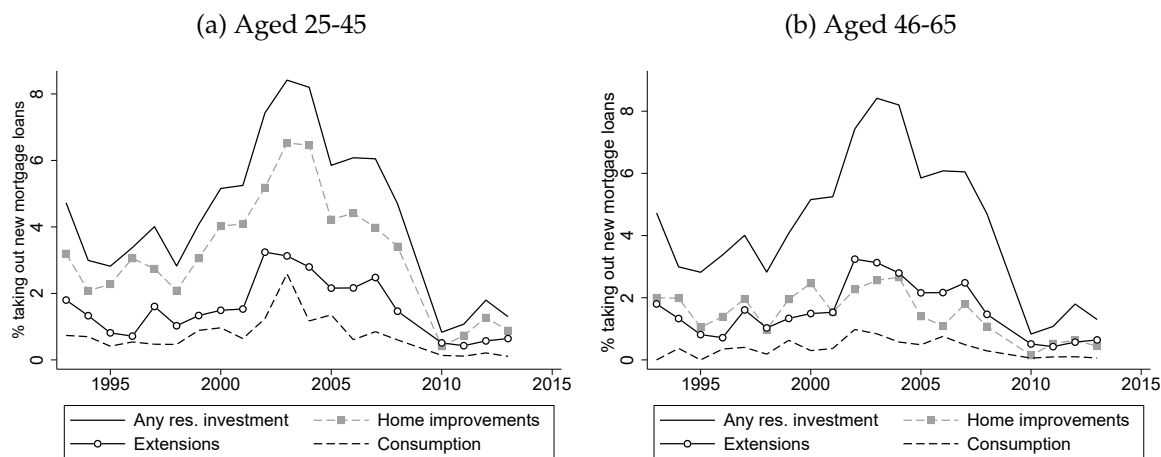 (a) Aged 25-45
% taking out new mortgage loans
8
6
4
2
0
1995 2000 2005 2010 2015
Any res. investment Home improvements
Extensions Consumption
(b) Aged 46-65
% taking out new mortgage loans
8
6
4
2
0
1995 2000 2005 2010 2015
Any res. investment Home improvements
Extensions Consumption